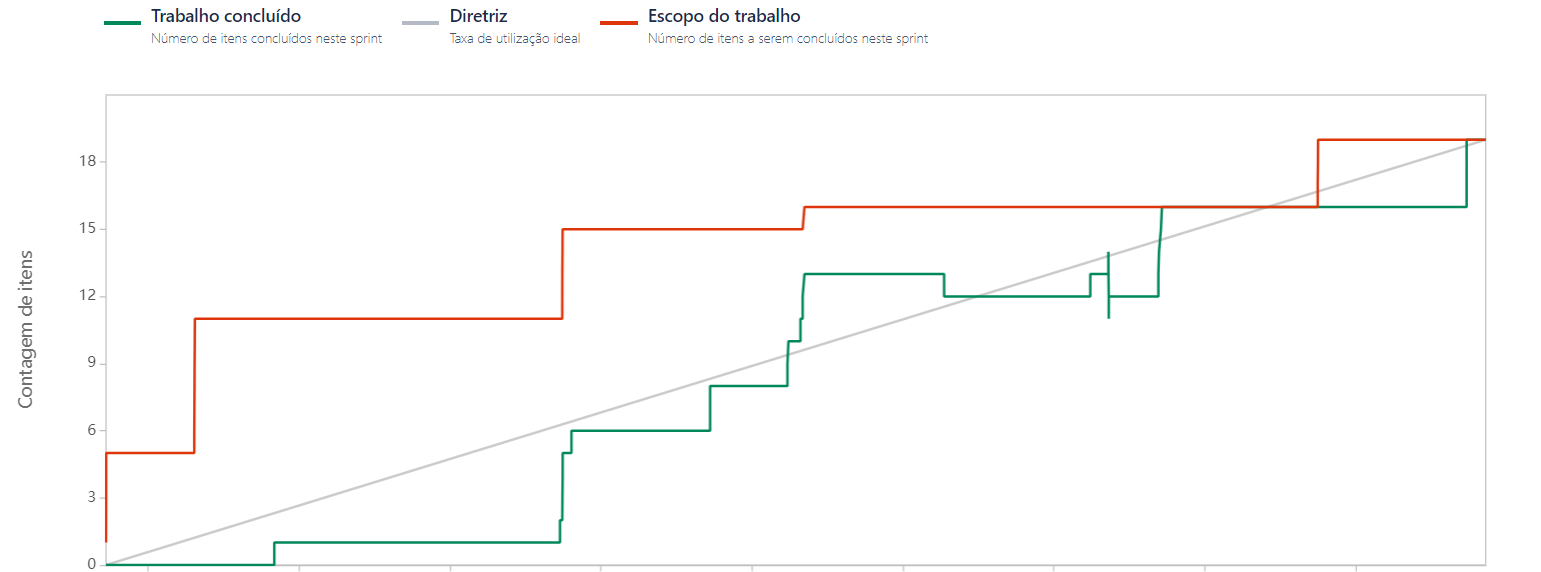 Trabalho concluído
Número de itens concluídos neste sprint
Diretriz
Taxa de utilização ideal
Escopo do trabalho
Número de itens a serem concluídos neste sprint
Contagem de itens
18
15
12
9
6
3
0